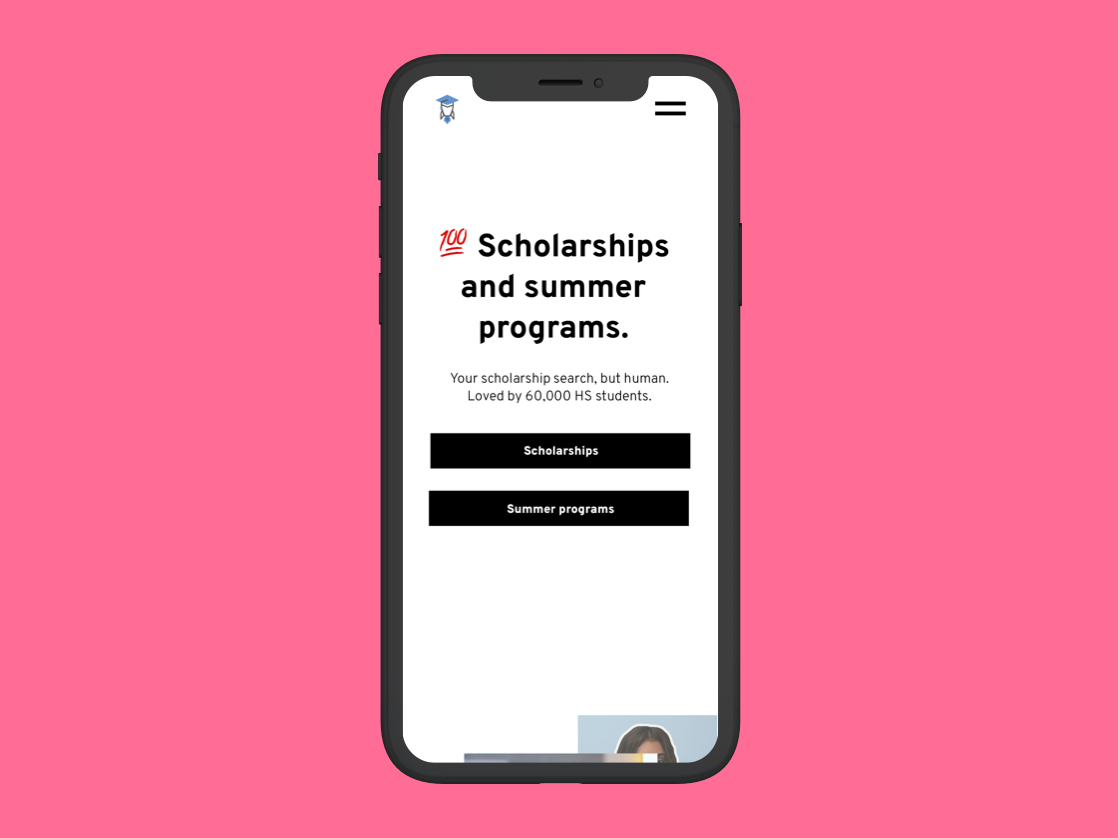 💯 Scholarships
and summer
programs.
Your scholarship search, but human.
Loved by 60,000 HS students.
Scholarships
Summer programs